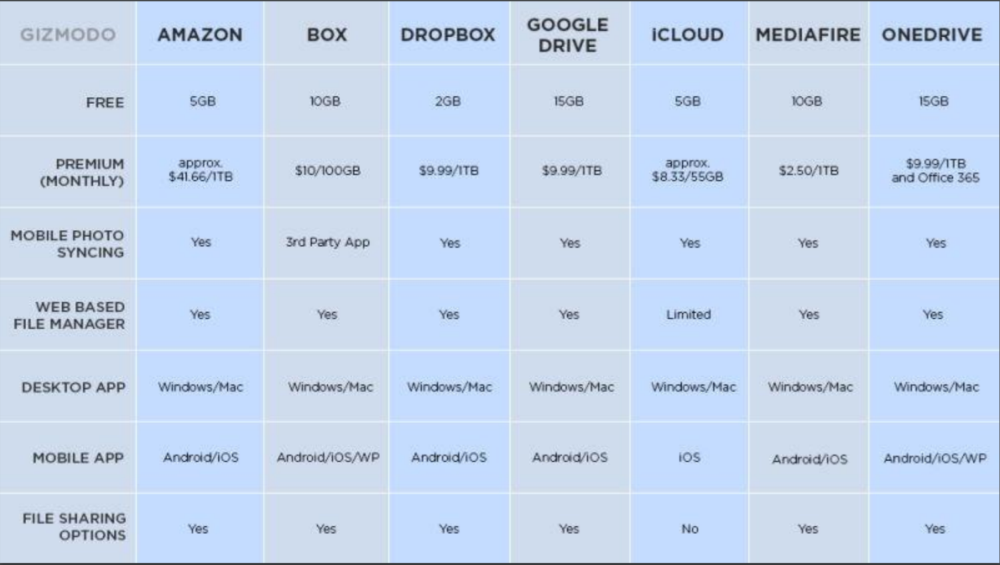 GIZMODO AMAZON BOX DROPBOX GOOGLE DRIVE iCLOUD MEDIAFIRE ONEDRIVE
FREE 5GB 10GB 2GB 15GB 5GB 10GB 15GB
PREMIUM (MONTHLY) approx. $41.66/1TB $10/100GB $9.99/1TB $9.99/1TB approx. $8.33/55GB $2.50/1TB $9.99/1TB and Office 365
MOBILE PHOTO SYNCING Yes 3rd Party App Yes Yes Yes Yes Yes
WEB BASED FILE MANAGER Yes Yes Yes Yes Limited Yes Yes
DESKTOP APP Windows/Mac Windows/Mac Windows/Mac Windows/Mac Windows/Mac Windows/Mac Windows/Mac
MOBILE APP Android/iOS Android/iOS/WP Android/iOS Android/iOS iOS Android/iOS Android/iOS/WP
FILE SHARING OPTIONS Yes Yes Yes Yes No Yes Yes